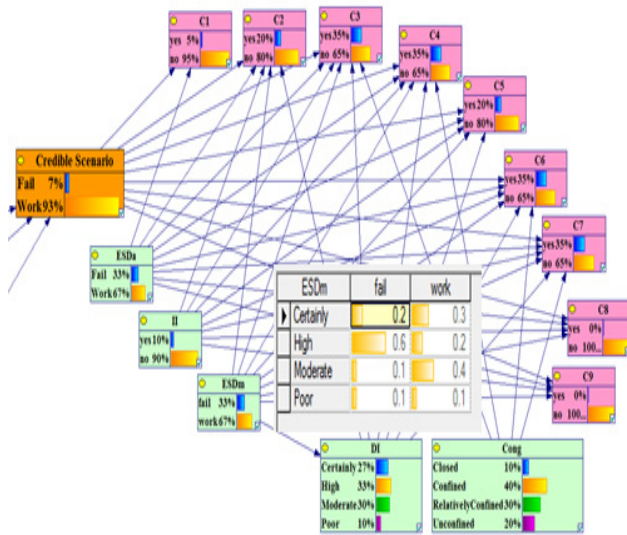 C1
yes 5%
no 95%
C2
yes 20%
no 80%
C3
yes 35%
no 65%
C4
yes 35%
no 65%
C5
yes 20%
no 80%
Credible Scenario
Fail 7%
Work 93%
C6
yes 35%
no 65%
C7
yes 35%
no 65%
ESDa
Fail 33%
Work 67%
ESDm fail work
Certainly 0.2 0.3
High 0.6 0.2
Moderate 0.1 0.4
Poor 0.1 0.1
II
yes 10%
no 90%
C8
yes 0%
no 100...
C9
yes 0%
no 100...
ESDm
fail 33%
work 67%
DI
Certainly 27%
High 33%
Moderate 30%
Poor 10%
Cong
Closed 10%
Confined 40%
RelativelyConfined 30%
Unconfined 20%